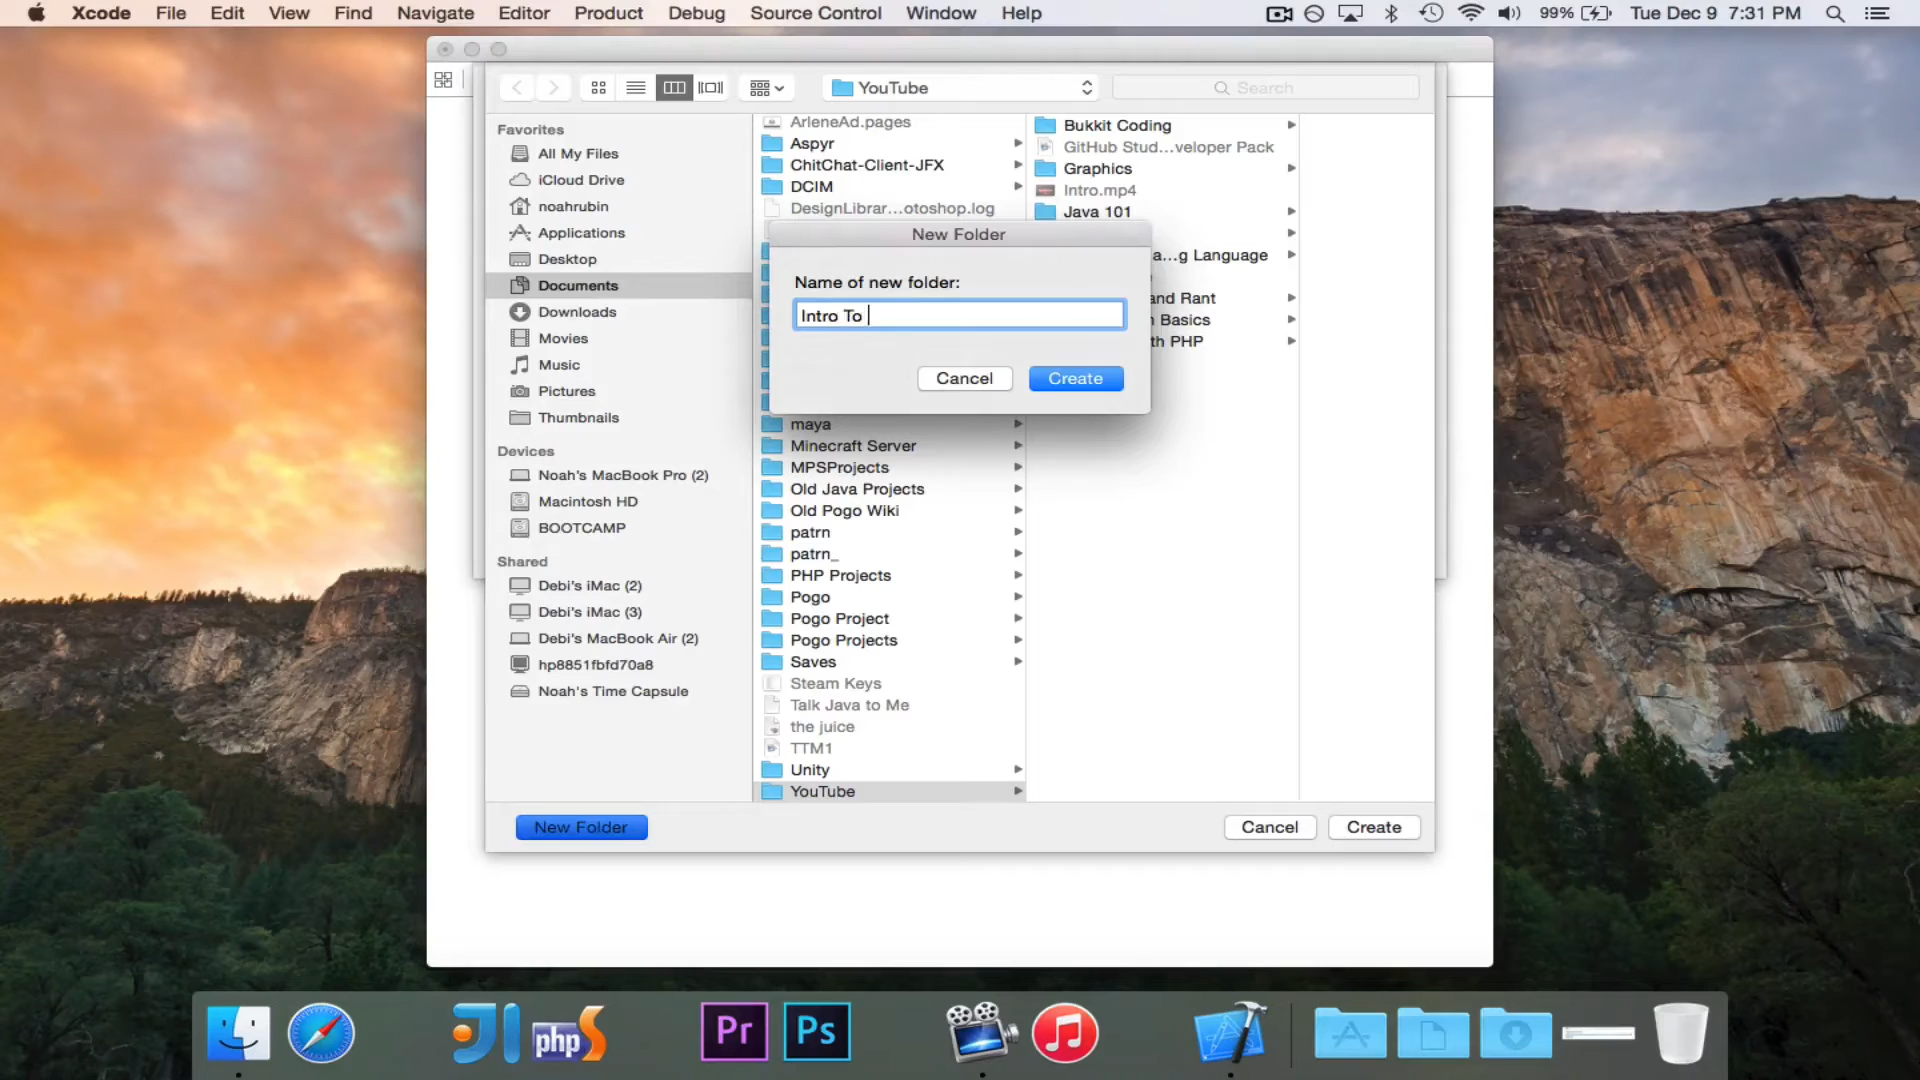 Xcode File Edit View Find Navigate Editor Product Debug Source Control Window Help 99% Tue Dec 9 7:31 PM
YouTube
Search
Favorites
All My Files
iCloud Drive
noahrubin
Applications
Desktop
Documents
Downloads
Movies
Music
Pictures
Thumbnails
Devices
Noah's MacBook Pro (2)
Macintosh HD
BOOTCAMP
Shared
Debi's iMac (2)
Debi's iMac (3)
Debi's MacBook Air (2)
hp8851fbfd70a8
Noah's Time Capsule
ArleneAd.pages
Aspyr
ChitChat-Client-JFX
DCIM
DesignLibrar...otoshop.log
maya
Minecraft Server
MPSProjects
Old Java Projects
Old Pogo Wiki
patrn
patrn_
PHP Projects
Pogo
Pogo Project
Pogo Projects
Saves
Steam Keys
Talk Java to Me
the juice
TTM1
Unity
YouTube
Bukkit Coding
GitHub Stud...veloper Pack
Graphics
Intro.mp4
Java 101
a...g Language
and Rant
Basics
th PHP
New Folder
Name of new folder:
Intro To
Cancel Create
New Folder
Cancel Create
php
Pr
Ps